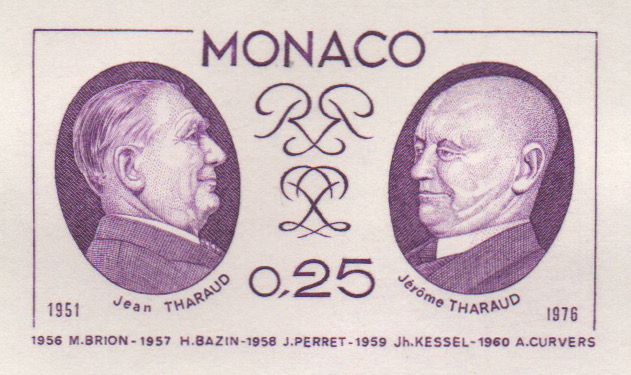 MONACO
0,25
Jean THARAUD
Jérôme THARAUD
1951
1976
1956 M.BRION-1957 H.BAZIN-1958 J.PERRET-1959 Jh.KESSEL-1960 A.CURVERS